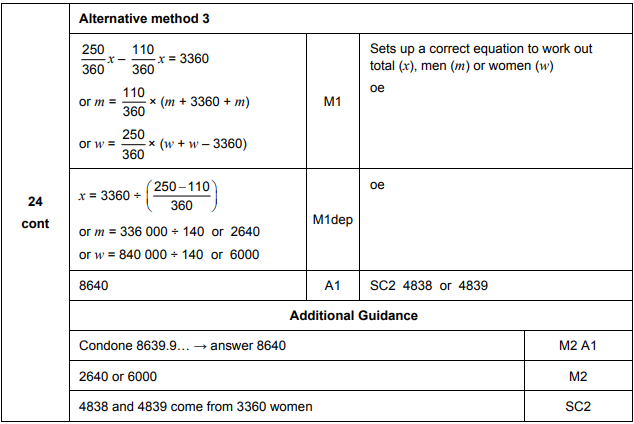 Alternative method 3
24
cont
250/360 x – 110/360 x = 3360
or m = 110/360 × (m + 3360 + m)
or w = 250/360 × (w + w – 3360)
M1
Sets up a correct equation to work out
total (x), men (m) or women (w)
oe
x = 3360 ÷ ( 250 – 110 / 360 )
or m = 336 000 ÷ 140 or 2640
or w = 840 000 ÷ 140 or 6000
M1dep
oe
8640
A1
SC2 4838 or 4839
Additional Guidance
Condone 8639.9… → answer 8640
M2 A1
2640 or 6000
M2
4838 and 4839 come from 3360 women
SC2